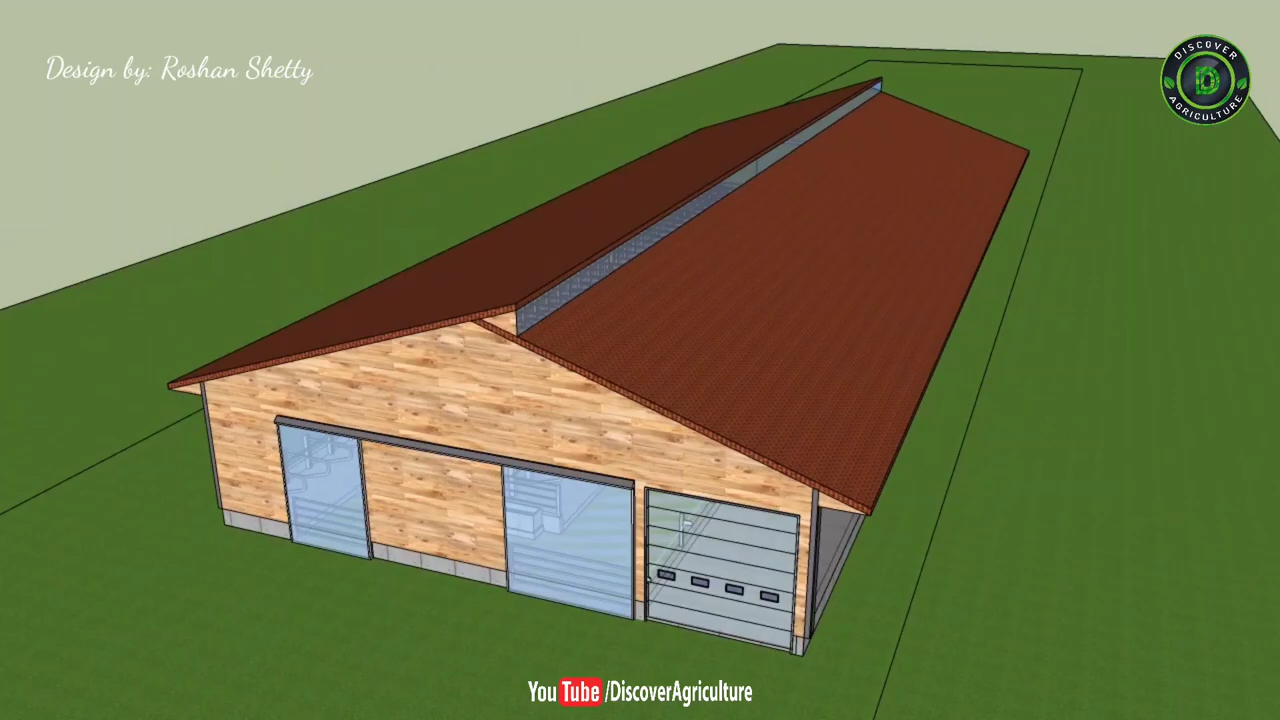 Design by: Roshan Shetty
DISCOVER
D
AGRICULTURE
YouTube/DiscoverAgriculture